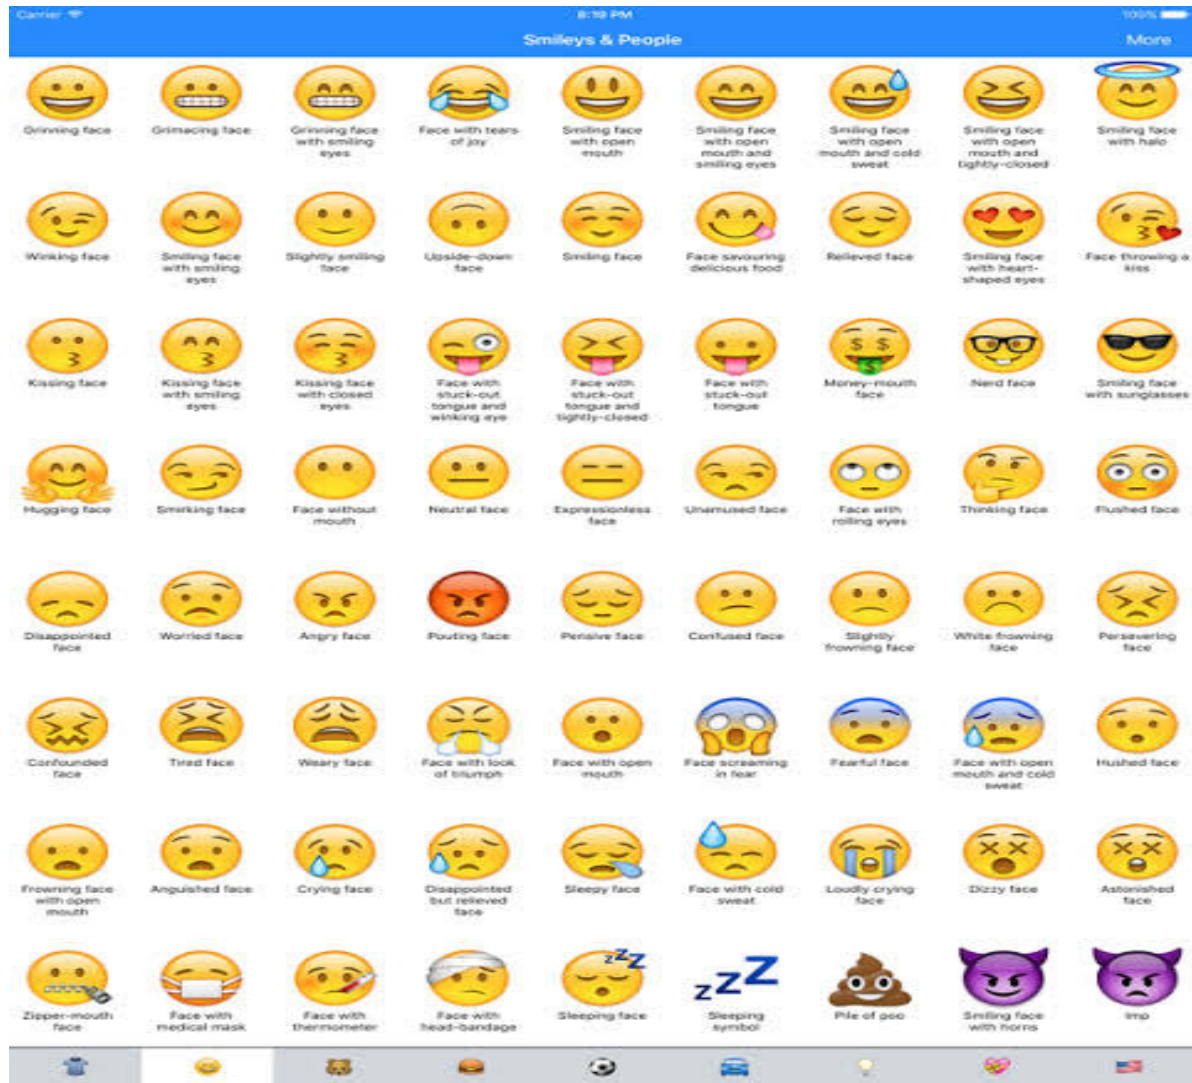 Carrier 8:19 PM 100%
Smileys & People More
Grinning face
Grimacing face
Grinning face
with smiling
eyes
Face with tears
of joy
Smiling face
with open
mouth
Smiling face
with open
mouth and
smiling eyes
Smiling face
with open
mouth and cold
sweat
Smiling face
with open
mouth and
tightly-closed
Smiling face
with halo
Winking face
Smiling face
with smiling
eyes
Slightly smiling
face
Upside-down
face
Smiling face
Face savouring
delicious food
Relieved face
Smiling face
with heart-
shaped eyes
Face throwing a
kiss
Kissing face
Kissing face
with smiling
eyes
Kissing face
with closed
eyes
Face with
stuck-out
tongue and
winking eye
Face with
stuck-out
tongue and
tightly-closed
Face with
stuck-out
tongue
Money-mouth
face
Nerd face
Smiling face
with sunglasses
Hugging face
Smirking face
Face without
mouth
Neutral face
Expressionless
face
Unamused face
Face with
rolling eyes
Thinking face
Flushed face
Disappointed
face
Worried face
Angry face
Pouting face
Pensive face
Confused face
Slightly
frowning face
White frowning
face
Persevering
face
Confounded
face
Tired face
Weary face
Face with look
of triumph
Face with open
mouth
Face screaming
in fear
Fearful face
Face with open
mouth and cold
sweat
Hushed face
Frowning face
with open
mouth
Anguished face
Crying face
Disappointed
but relieved
face
Sleepy face
Face with cold
sweat
Loudly crying
face
Dizzy face
Astonished
face
zzZ
zzZ
Zipper-mouth
face
Face with
medical mask
Face with
thermometer
Face with
head-bandage
Sleeping face
Sleeping
symbol
Pile of poo
Smiling face
with horns
Imp